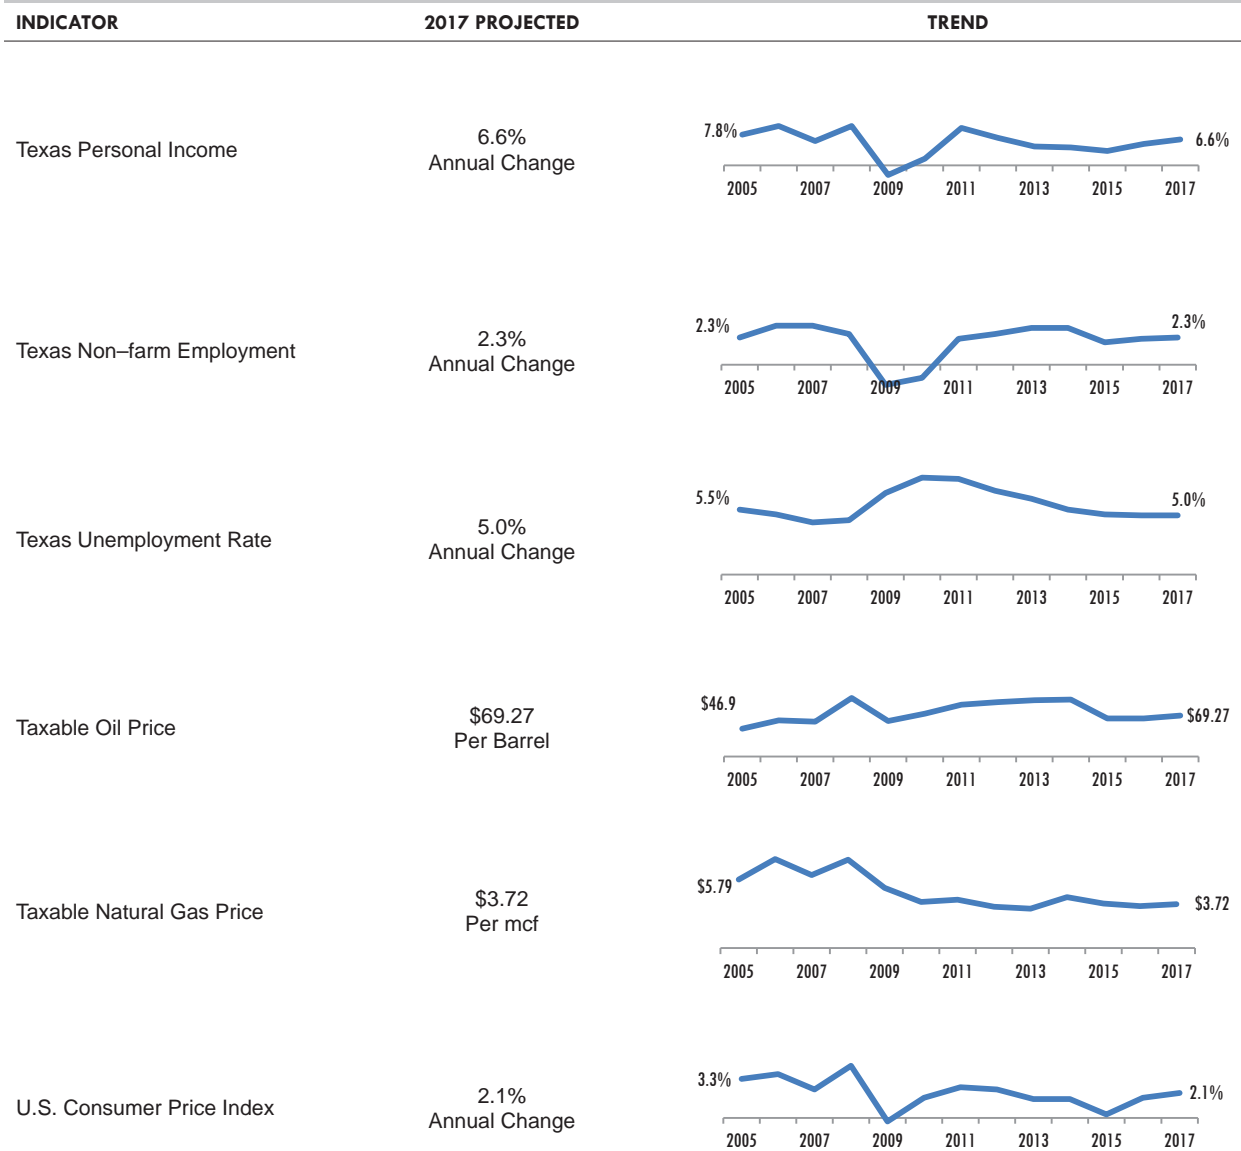 INDICATOR 2017 PROJECTED TREND
Texas Personal Income
6.6%
Annual Change
7.8%
6.6%
2005 2007 2009 2011 2013 2015 2017
Texas Non–farm Employment
2.3%
Annual Change
2.3%
2.3%
2005 2007 2009 2011 2013 2015 2017
Texas Unemployment Rate
5.0%
Annual Change
5.5%
5.0%
2005 2007 2009 2011 2013 2015 2017
Taxable Oil Price
$69.27
Per Barrel
$46.9
$69.27
2005 2007 2009 2011 2013 2015 2017
Taxable Natural Gas Price
$3.72
Per mcf
$5.79
$3.72
2005 2007 2009 2011 2013 2015 2017
U.S. Consumer Price Index
2.1%
Annual Change
3.3%
2.1%
2005 2007 2009 2011 2013 2015 2017